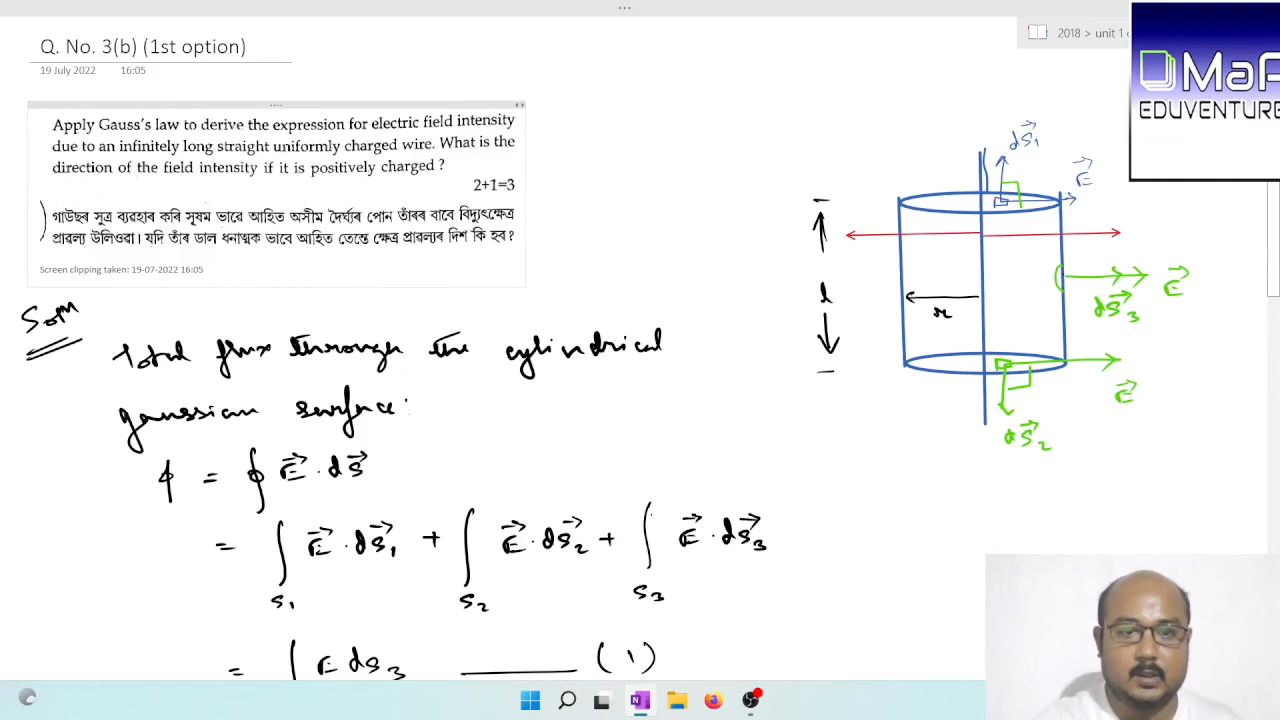 Q. No. 3(b) (1st option)
19 July 2022 16:05
2018 > unit 1 e
MaF
EDUVENTURE
Apply Gauss's law to derive the expression for electric field intensity
due to an infinitely long straight uniformly charged wire. What is the
direction of the field intensity if it is positively charged ?
2+1=3
গাউছৰ সূত্ৰ ব্যৱহাৰ কৰি সূষম ভাৱে আহিত অসীম দৈৰ্ঘ্যৰ পোন তাঁৰৰ বাবে বিদ্যুৎক্ষেত্ৰ
প্ৰাৱল্য উলিওৱা। যদি তাঁৰ ডাল ধনাত্মক ভাবে আহিত তেন্তে ক্ষেত্ৰ প্ৰাৱল্যৰ দিশ কি হব?
Screen clipping taken: 19-07-2022 16:05
Solⁿ
Total flux through the cylindrical
gaussian surface:
ϕ = ∮ E⃗ . dS⃗
= ∫ E⃗ . dS⃗₁ + ∫ E⃗ . dS⃗₂ + ∫ E⃗ . dS⃗₃
S₁ S₂ S₃
= ∫ E dS₃ (1)
dS⃗₁
E⃗
l
r
dS⃗₃
E⃗
E⃗
dS⃗₂